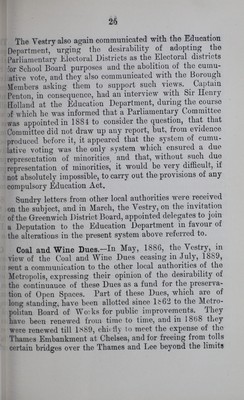 26
The Vestry also again communicated with the Education
Department, urging the desirability of adopting the
Parliamentary Electoral Districts as the Electoral districts
for School Board purposes and the abolition of the cumu-
lative vote, and they also communicated with the Borough
Members asking them to support such views. Captain
Penton, in consequence, had an interview with Sir Henry
Holland at the Education Department, during the course
of which he was informed that a Parliamentary Committee
was appointed in 1884 to consider the question, that that
Committee did not draw up any report, but, from evidence
produced before it, it appeared that the system of cumu-
lative voting was the only system which ensured a due
representation of minorities and that, without such due
representation of minorities, it would be very difficult, if
not absolutely impossible, to carry out the provisions of any
compulsory Education Act.
Sundry letters from other local authorities were received
on the subject, and in March, the Vestry, on the invitation
of the Greenwich District Board, appointed delegates to join
a Deputation to the Education Department in favour of
the alterations in the present system above referred to.
Coal and Wine Dues.—In May, 1886, the Vestry, in
view of the Coal and Wine Dues ceasing in July, 1889,
sent a communication to the other local authorities of the
Metropolis, expressing their opinion of the desirability of
the continuance of these Dues as a fund for the preserva-
tion of Open Spaces. Part of these Dues, which are of
long standing, have been allotted since 1862 to the Metro-
politan Board of Works for public improvements. They
have been renewed from time to time, and in 1868 they
were renewed till 1889, chiefly to meet the expense of the
Thames Embankment at Chelsea, and for freeing from tolls
certain bridges over the Thames and Lee beyond the limits